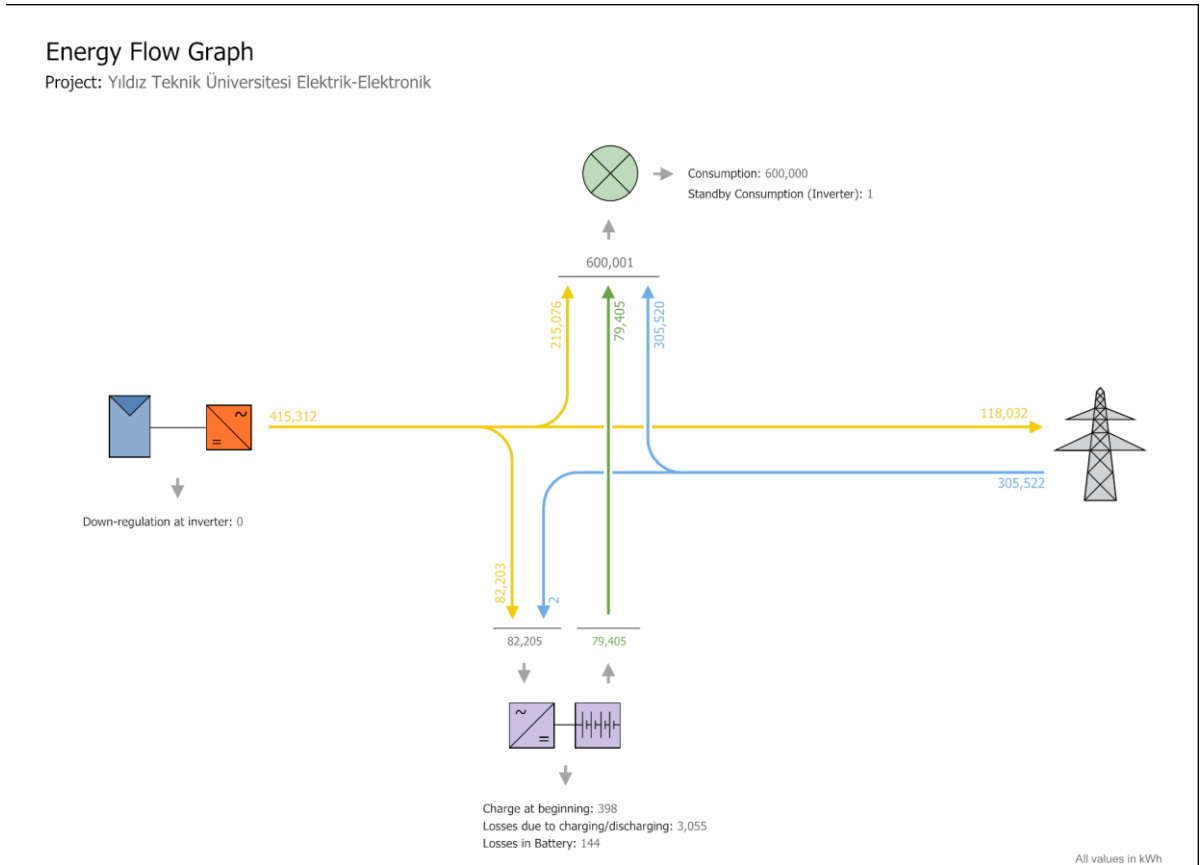 Energy Flow Graph
Project: Yıldız Teknik Üniversitesi Elektrik-Elektronik
Consumption: 600,000
Standby Consumption (Inverter): 1
600,001
215,076
79,405
305,520
415,312
118,032
305,522
Down-regulation at inverter: 0
82,203
2
82,205
79,405
Charge at beginning: 398
Losses due to charging/discharging: 3,055
Losses in Battery: 144
All values in kWh